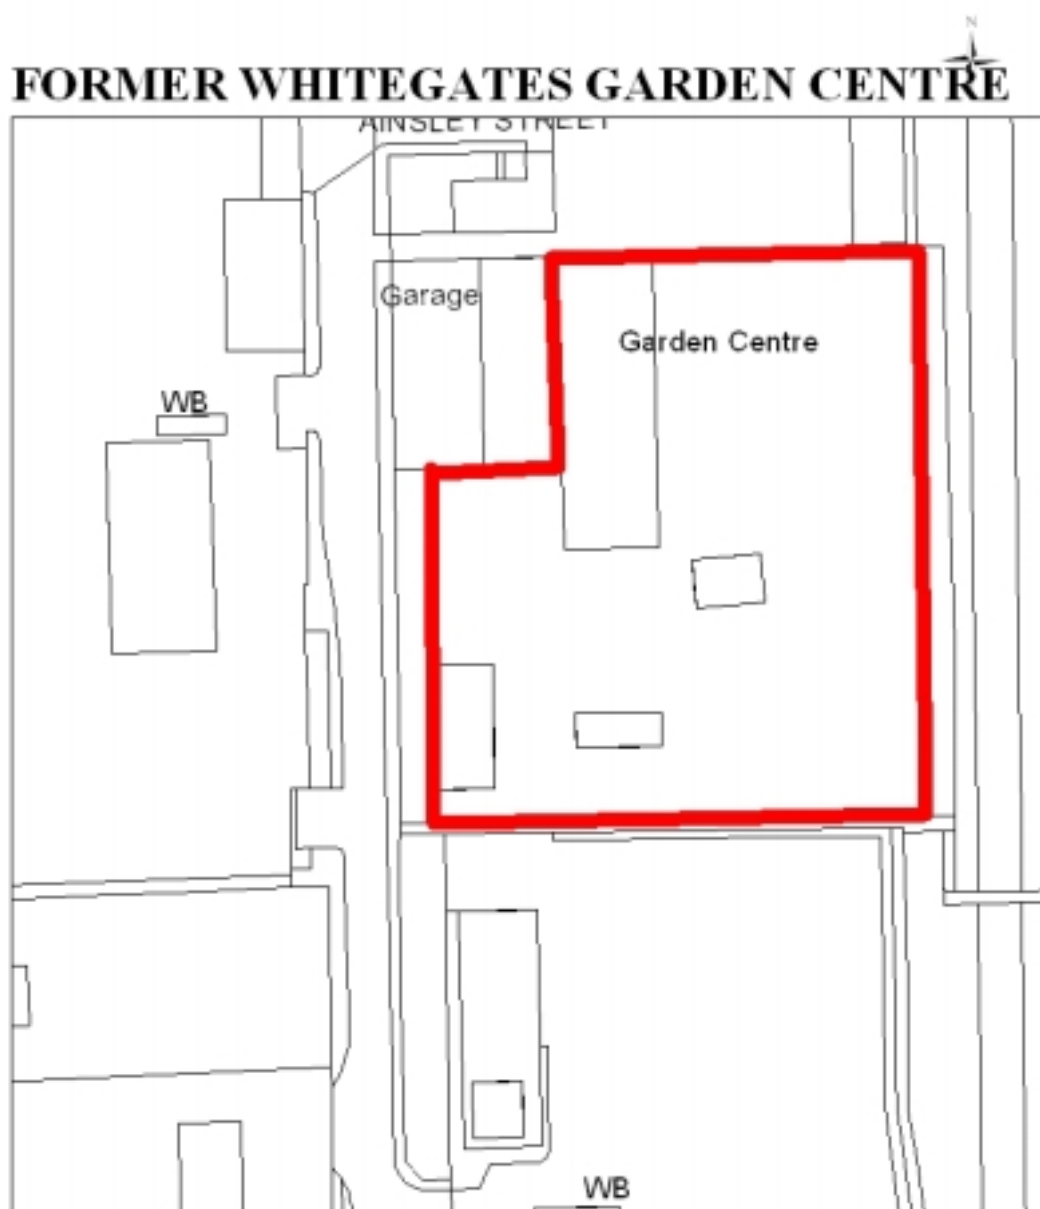 N
FORMER WHITEGATES GARDEN CENTRE
AINSLEY STREET
Garage
Garden Centre
WB
WB